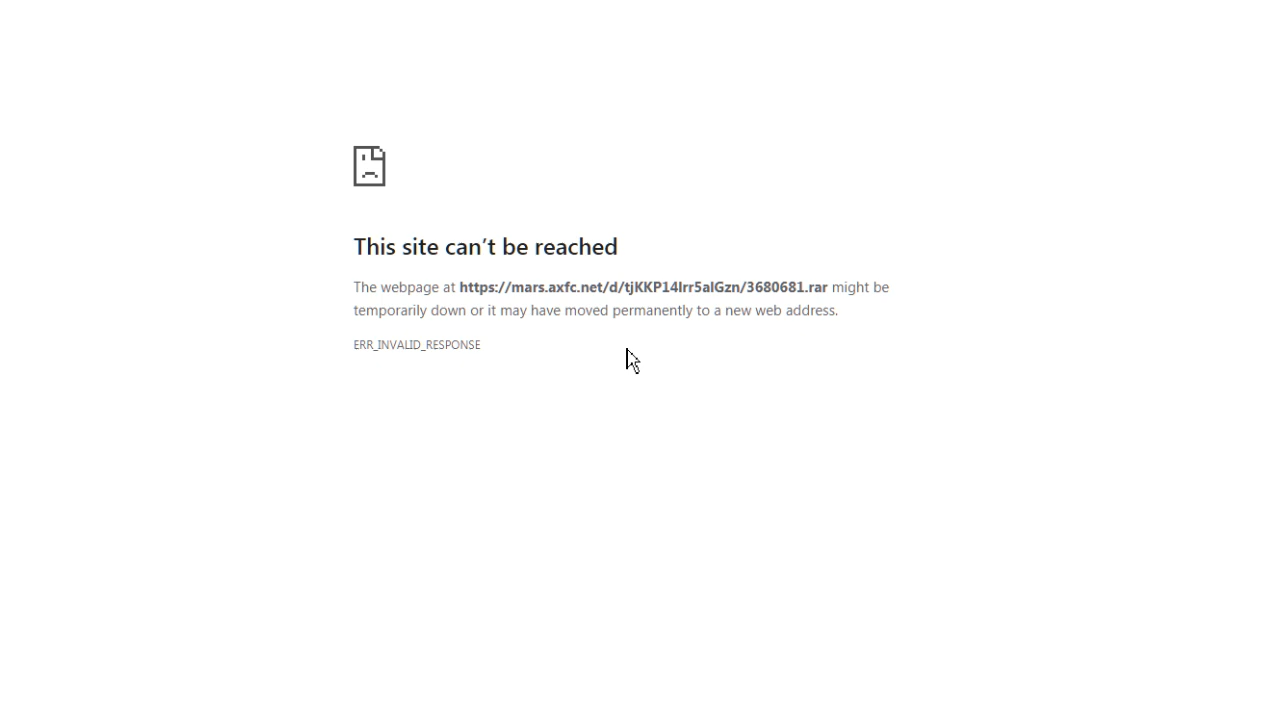 This site can’t be reached
The webpage at https://mars.axfc.net/d/tjKKP14Irr5aIGzn/3680681.rar might be
temporarily down or it may have moved permanently to a new web address.
ERR_INVALID_RESPONSE